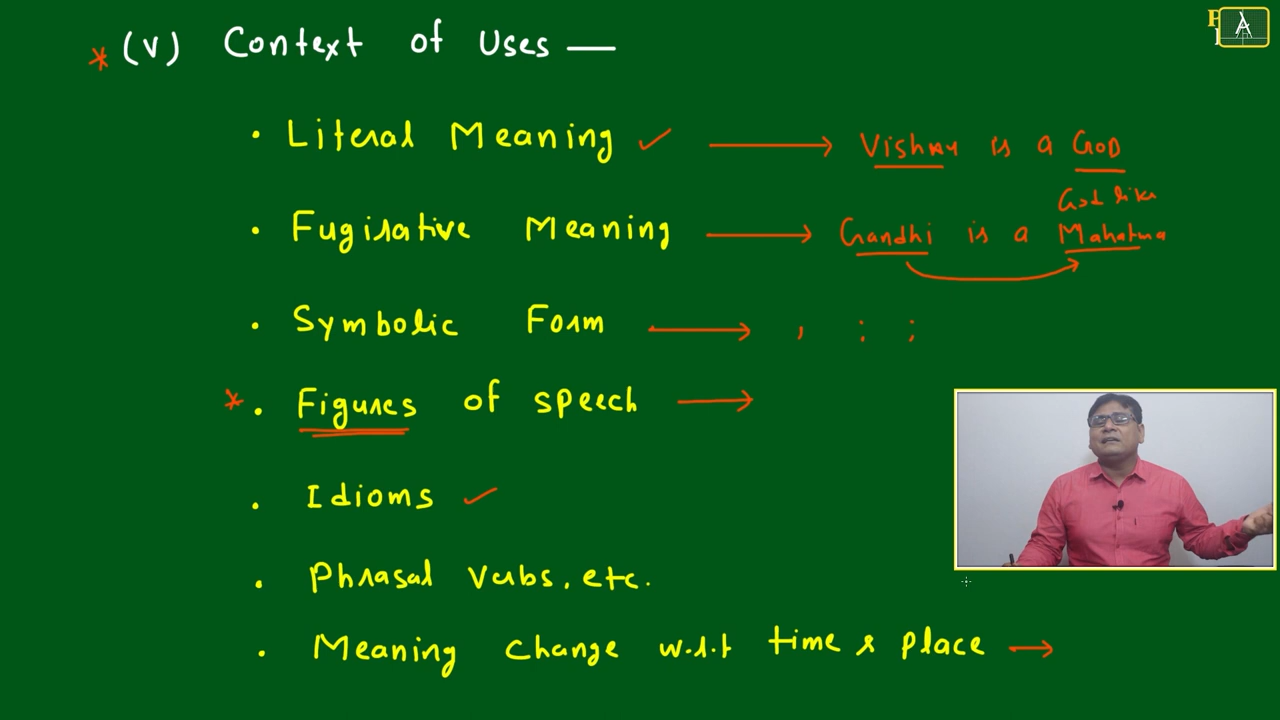 * (V) Context of Uses —
• Literal Meaning ✓ → Vishnu is a GOD
God like
• Fugirative Meaning → Gandhi is a Mahatma
• Symbolic Form → , : ;
* • Figures of speech →
• Idioms ✓
• Phrasal Verbs, etc.
• Meaning change w.r.t time & place →